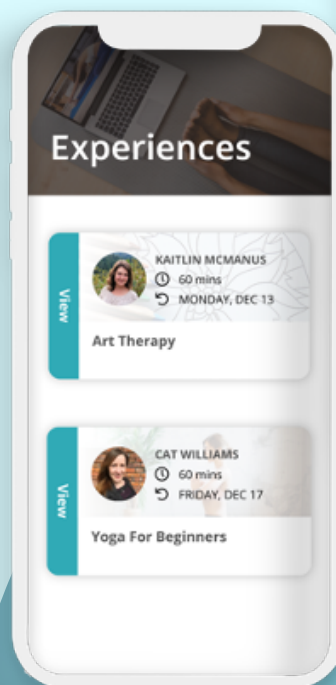 Experiences
View
KAITLIN MCMANUS
60 mins
MONDAY, DEC 13
Art Therapy
View
CAT WILLIAMS
60 mins
FRIDAY, DEC 17
Yoga For Beginners